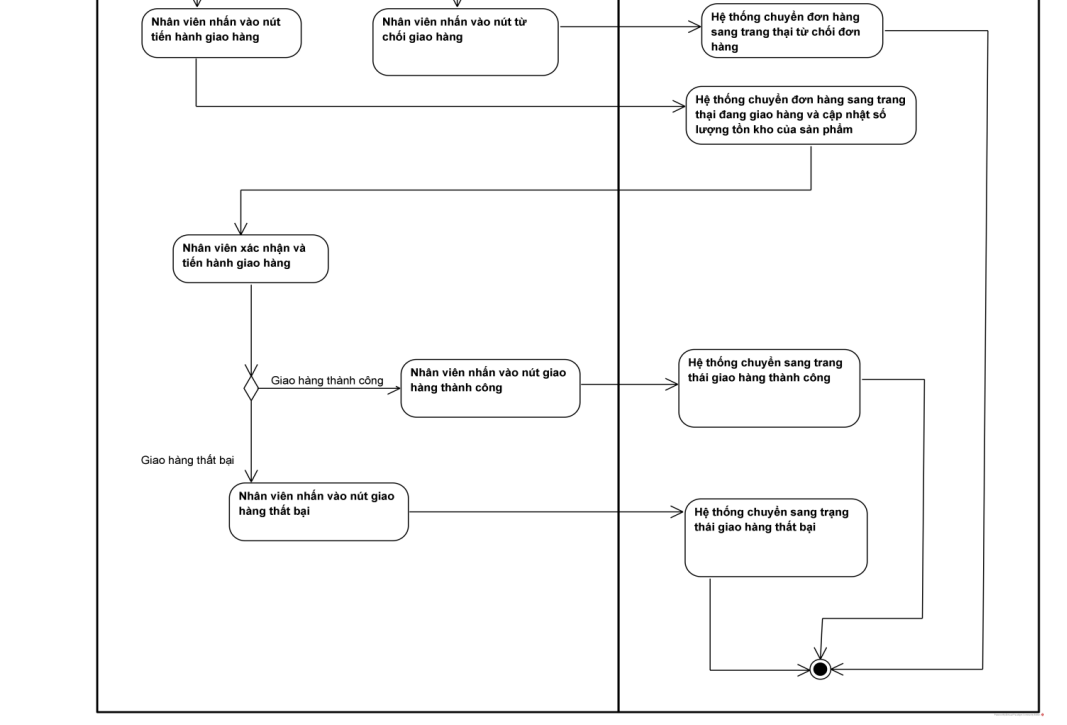 Nhân viên nhấn vào nút
tiến hành giao hàng
Nhân viên nhấn vào nút từ
chối giao hàng
Hệ thống chuyển đơn hàng
sang trang thại từ chối đơn
hàng
Hệ thống chuyển đơn hàng sang trang
thại đang giao hàng và cập nhật số
lượng tồn kho của sản phẩm
Nhân viên xác nhận và
tiến hành giao hàng
Giao hàng thành công
Nhân viên nhấn vào nút giao
hàng thành công
Hệ thống chuyển sang trang
thái giao hàng thành công
Giao hàng thất bại
Nhân viên nhấn vào nút giao
hàng thất bại
Hệ thống chuyển sang trạng
thái giao hàng thất bại